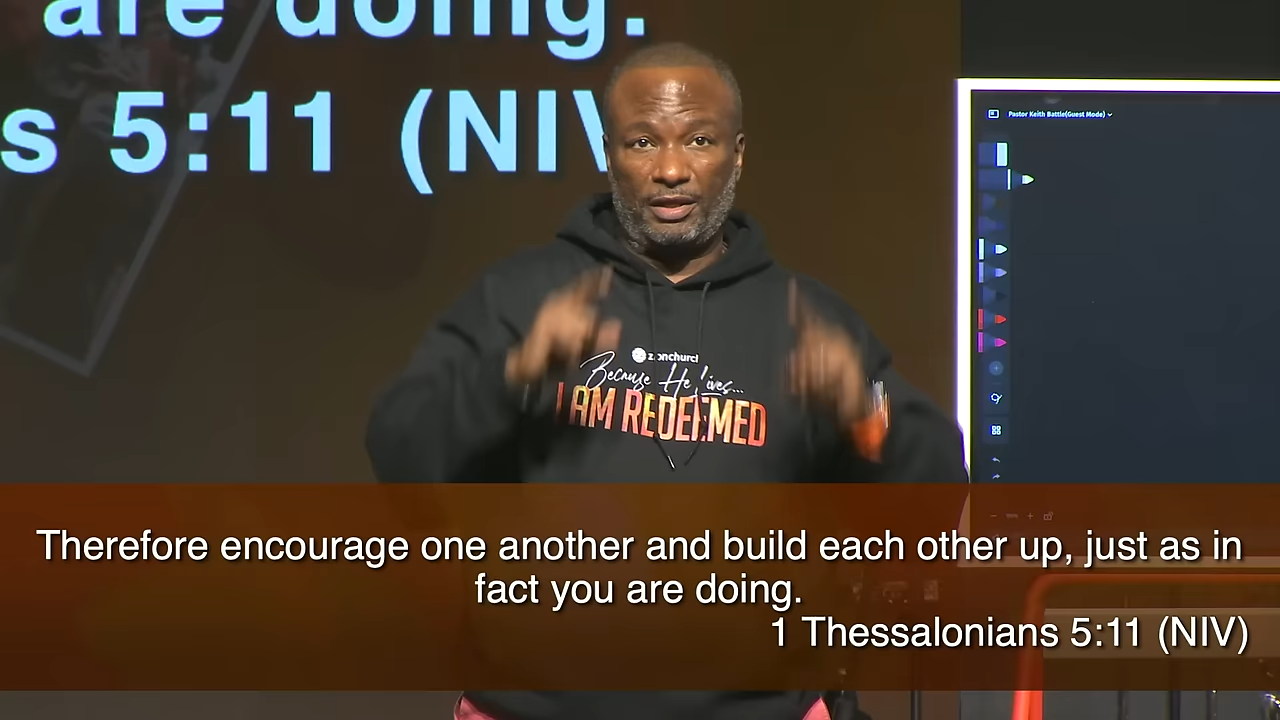 are doing.
s 5:11 (NIV
Pastor Keith Battle(Guest Mode)
zionchurch
Because He lives...
I AM REDEEMED
Therefore encourage one another and build each other up, just as in
fact you are doing.
1 Thessalonians 5:11 (NIV)